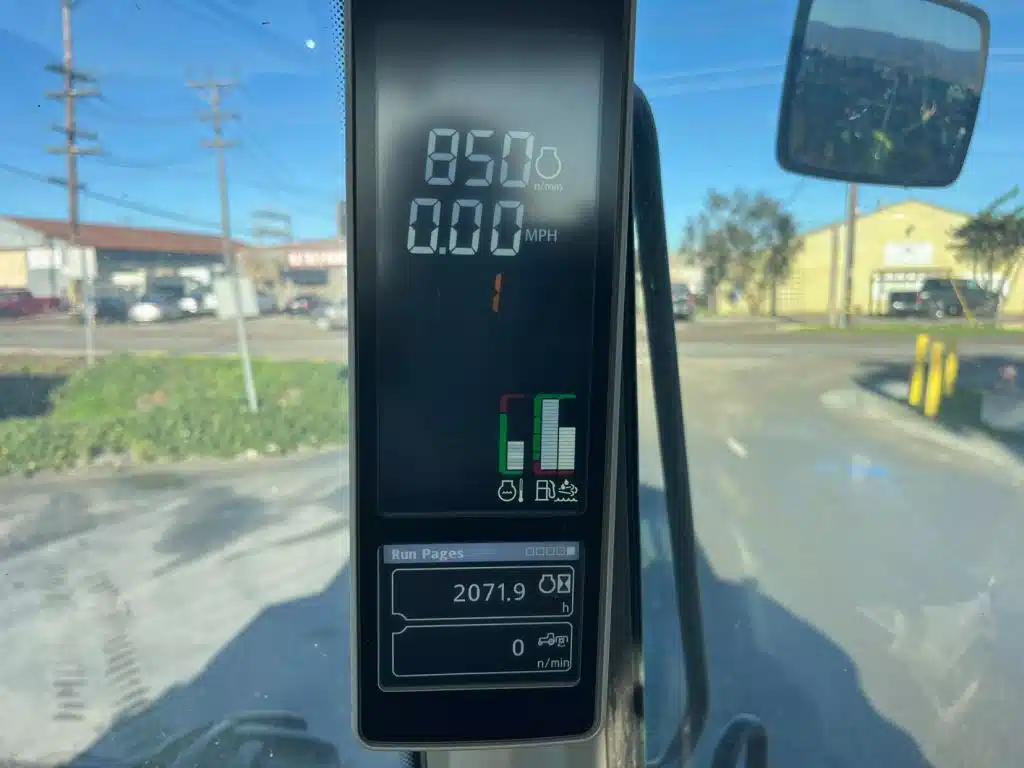 850
n/min
0.00 MPH
1
Run Pages
2071.9
h
0
n/min